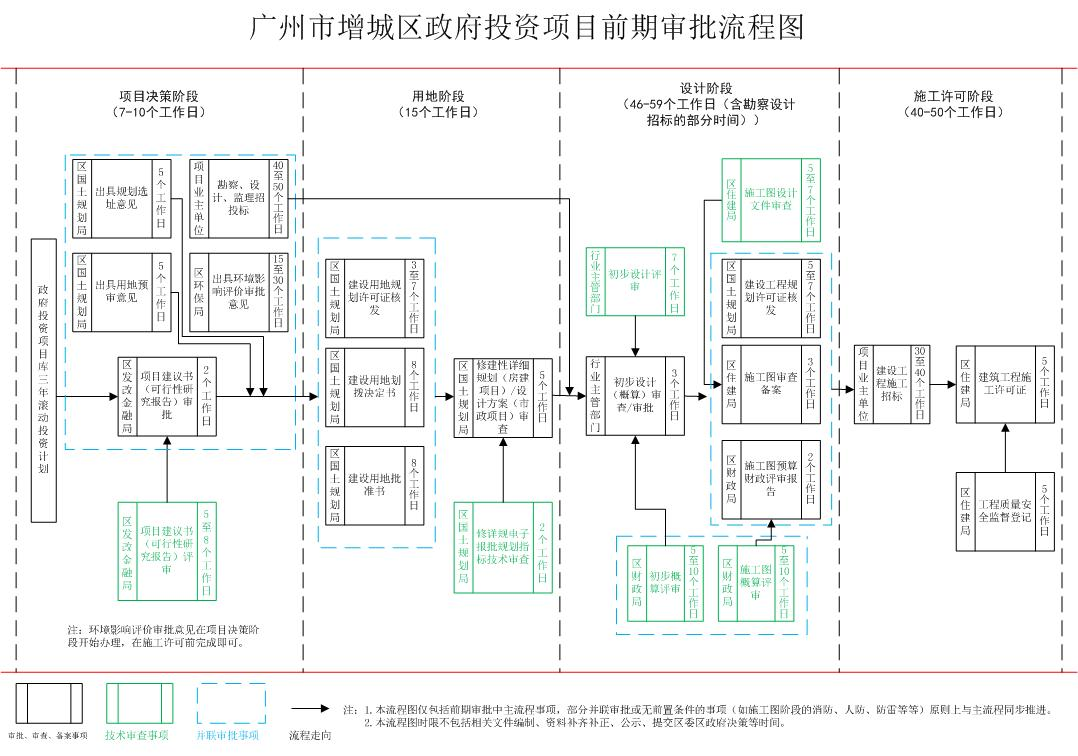 广州市增城区政府投资项目前期审批流程图
项目决策阶段
(7-10个工作日)
用地阶段
(15个工作日)
设计阶段
(46-59个工作日(含勘察设计
招标的部分时间))
施工许可阶段
(40-50个工作日)
政府投资项目库三年滚动投资计划
区国土规划局
出具规划选
址意见
5个工作日
项目业主单位
勘察、设
计、监理招
投标
40至50个工作日
区国土规划局
出具用地预
审意见
5个工作日
区环保局
出具环境影
响评价审批
意见
15至30个工作日
区发改金融局
项目建议书
(可行性研
究报告)审
批
2个工作日
区发改金融局
项目建议书
(可行性研
究报告)评
审
5至8个工作日
注:环境影响评价审批意见在项目决策阶
段开始办理,在施工许可前完成即可。
区国土规划局
建设用地规
划许可证核
发
3至7个工作日
区国土规划局
建设用地划
拨决定书
8个工作日
区国土规划局
建设用地批
准书
8个工作日
区国土规划局
修建性详细
规划(房建
项目)/设
计方案(市
政项目)审
查
5个工作日
区国土规划局
修详规电子
报批规划指
标技术审查
2个工作日
行业主管部门
初步设计评
审
7个工作日
行业主管部门
初步设计
(概算)审
查/审批
3个工作日
区财政局
初步概
算评审
5至10个工作日
区财政局
施工图
概算评
审
5至10个工作日
区住建局
施工图设计
文件审查
5至7个工作日
区国土规划局
建设工程规
划许可证核
发
5至7个工作日
区住建局
施工图审查
备案
3个工作日
区财政局
施工图预算
财政评审报
告
2个工作日
项目业主单位
建设工
程施工
招标
30至40个工作日
区住建局
建筑工程施
工许可证
5个工作日
区住建局
工程质量安
全监督登记
5个工作日
审批、审查、备案事项
技术审查事项
并联审批事项
流程走向
注:1.本流程图仅包括前期审批中主流程事项,部分并联审批或无前置条件的事项(如施工图阶段的消防、人防、防雷等等)原则上与主流程同步推进。
2.本流程图时限不包括相关文件编制、资料补齐补正、公示、提交区委区政府决策等时间。